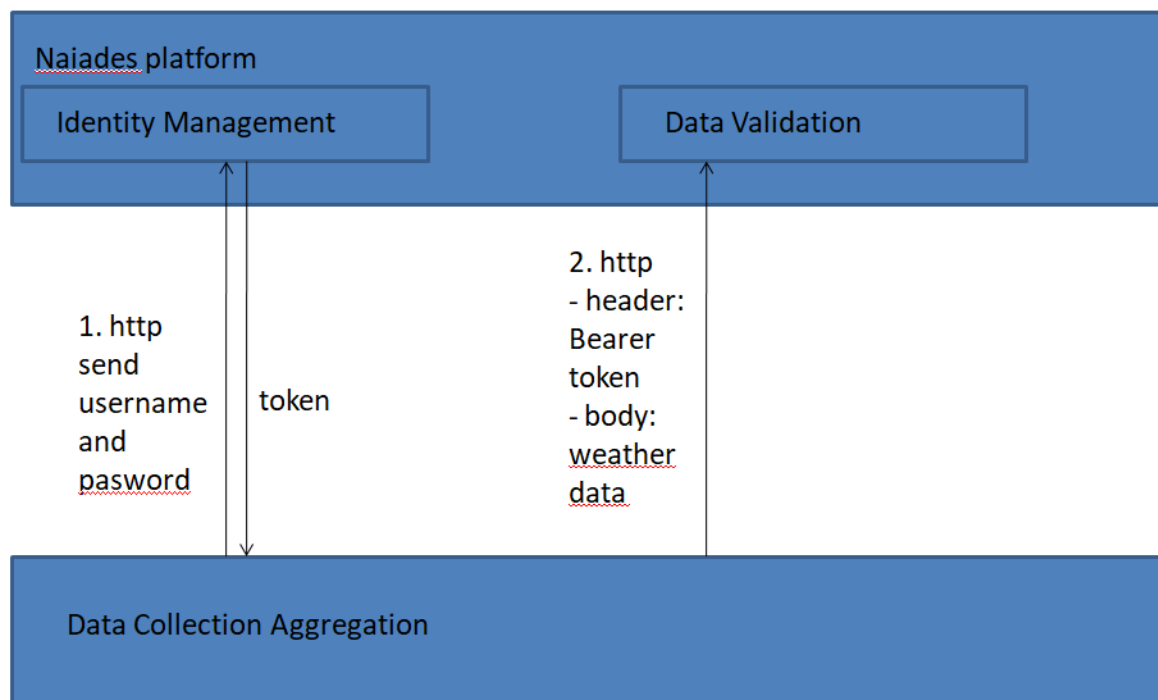 Naiades platform
Identity Management
Data Validation
1. http
send
username
and
pasword
token
2. http
- header:
Bearer
token
- body:
weather
data
Data Collection Aggregation